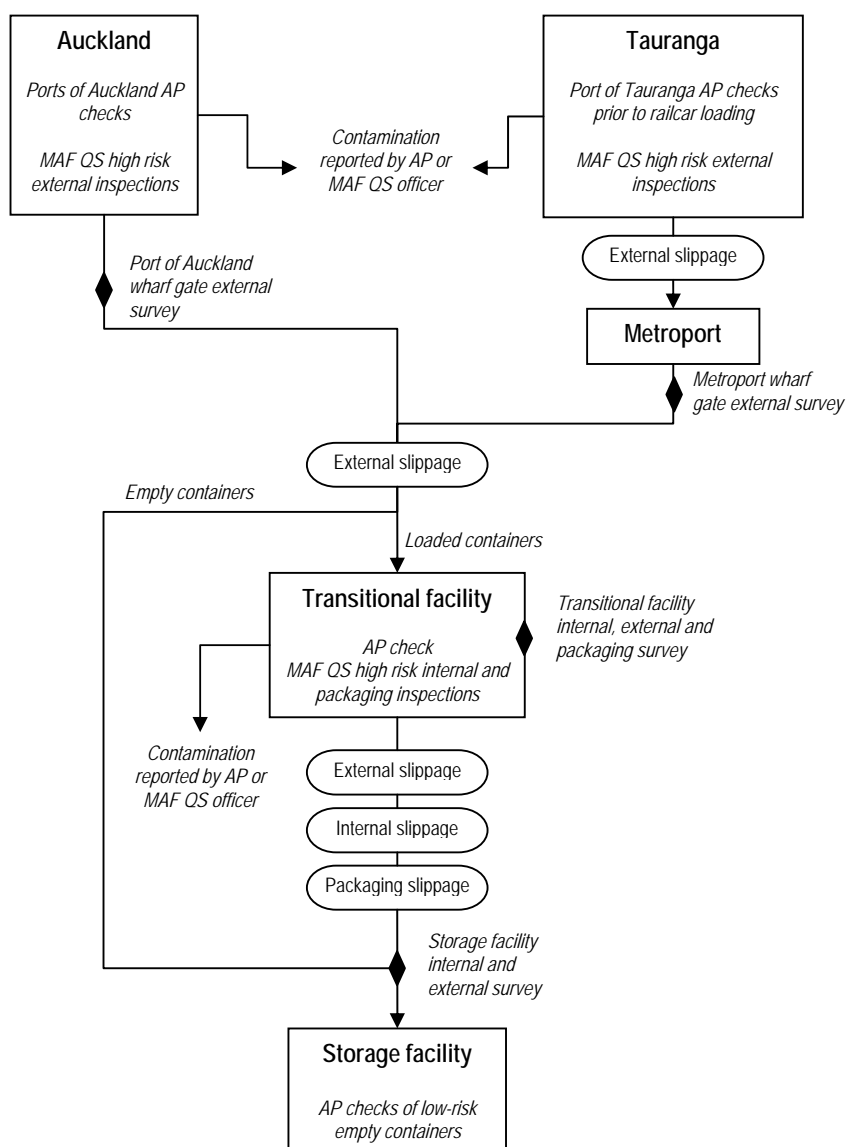 Auckland
Ports of Auckland AP
checks
MAF QS high risk
external inspections
Tauranga
Port of Tauranga AP checks
prior to railcar loading
MAF QS high risk external
inspections
Contamination
reported by AP or
MAF QS officer
External slippage
Port of Auckland
wharf gate external
survey
Metroport
Metroport wharf
gate external survey
External slippage
Empty containers
Loaded containers
Transitional facility
AP check
MAF QS high risk internal and
packaging inspections
Transitional facility
internal, external and
packaging survey
Contamination
reported by AP or
MAF QS officer
External slippage
Internal slippage
Packaging slippage
Storage facility
internal and
external survey
Storage facility
AP checks of low-risk
empty containers